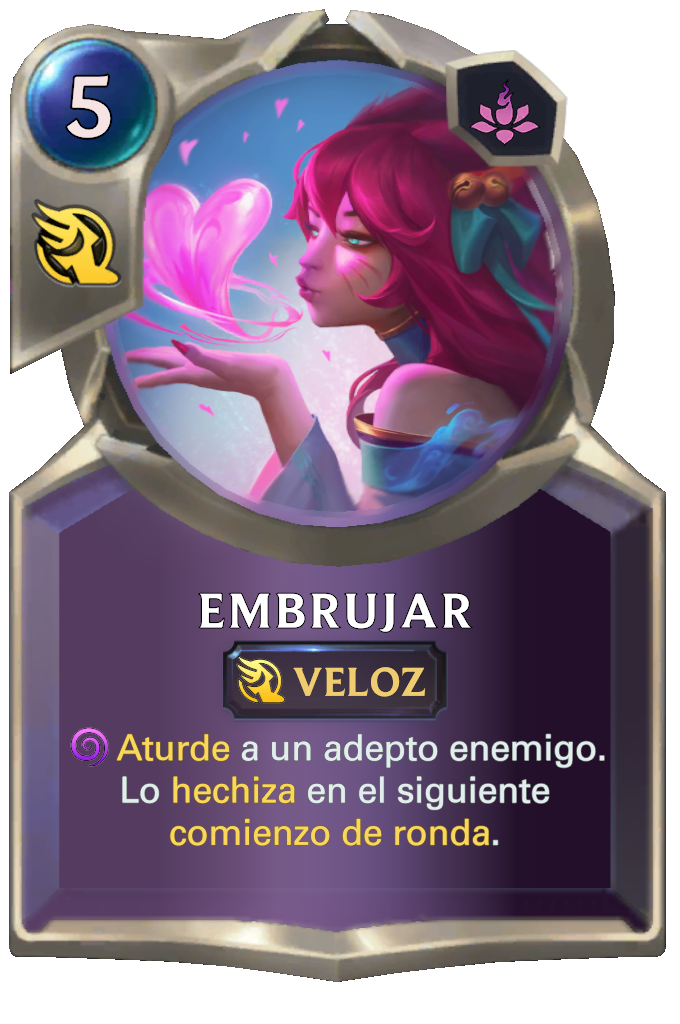 5
EMBRUJAR
VELOZ
Aturde a un adepto enemigo.
Lo hechiza en el siguiente
comienzo de ronda.